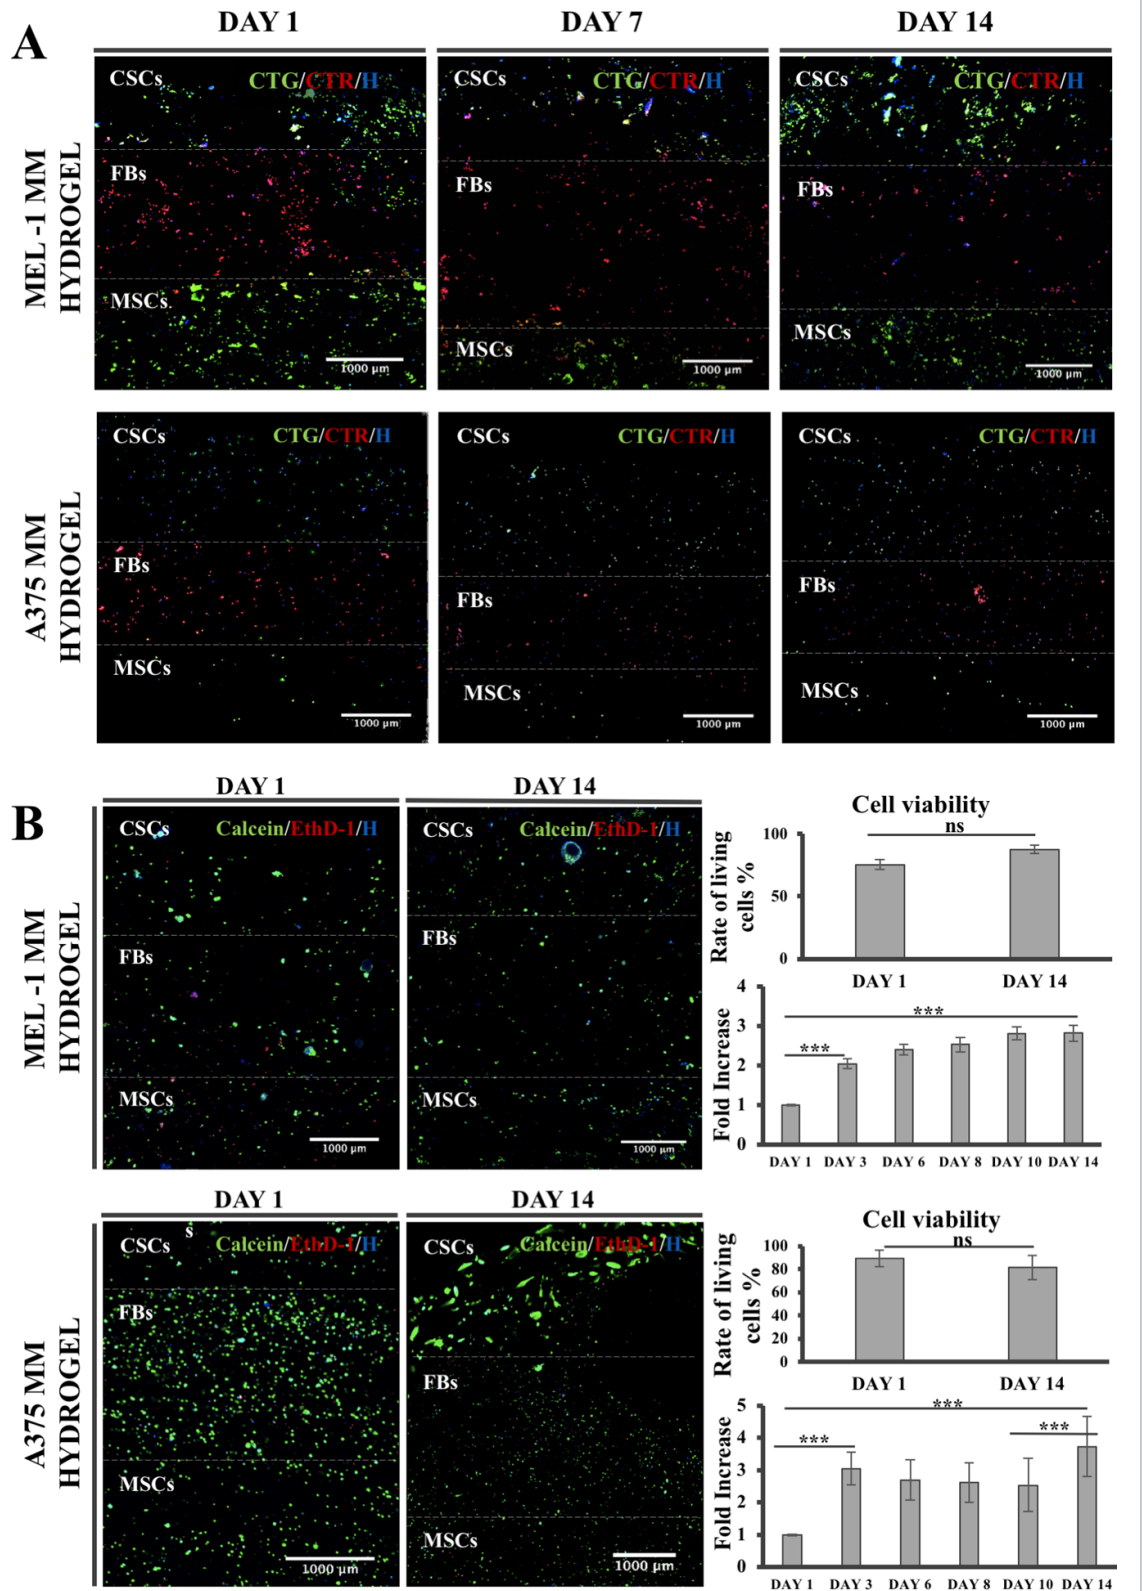 A
DAY 1
DAY 7
DAY 14
MEL -1 MM
HYDROGEL
CSCs
CTG/CTR/H
FBs
MSCs
1000 µm
CSCs
CTG/CTR/H
FBs
MSCs
1000 µm
CSCs
CTG/CTR/H
FBs
MSCs
1000 µm
A375 MM
HYDROGEL
CSCs
CTG/CTR/H
FBs
MSCs
1000 µm
CSCs
CTG/CTR/H
FBs
MSCs
1000 µm
CSCs
CTG/CTR/H
FBs
MSCs
1000 µm
B
DAY 1
DAY 14
MEL -1 MM
HYDROGEL
CSCs
Calcein/EthD-1/H
FBs
MSCs
1000 µm
CSCs
Calcein/EthD-1/H
FBs
MSCs
1000 µm
Cell viability
ns
Rate of living
cells %
100
50
0
DAY 1
DAY 14
Fold Increase
4
3
2
1
0
***
***
DAY 1
DAY 3
DAY 6
DAY 8
DAY 10
DAY 14
DAY 1
DAY 14
A375 MM
HYDROGEL
s
CSCs
Calcein/EthD-1/H
FBs
MSCs
1000 µm
CSCs
Calcein/EthD-1/H
FBs
MSCs
1000 µm
Cell viability
ns
Rate of living
cells %
100
80
60
40
20
0
DAY 1
DAY 14
Fold Increase
5
4
3
2
1
0
***
***
***
DAY 1
DAY 3
DAY 6
DAY 8
DAY 10
DAY 14